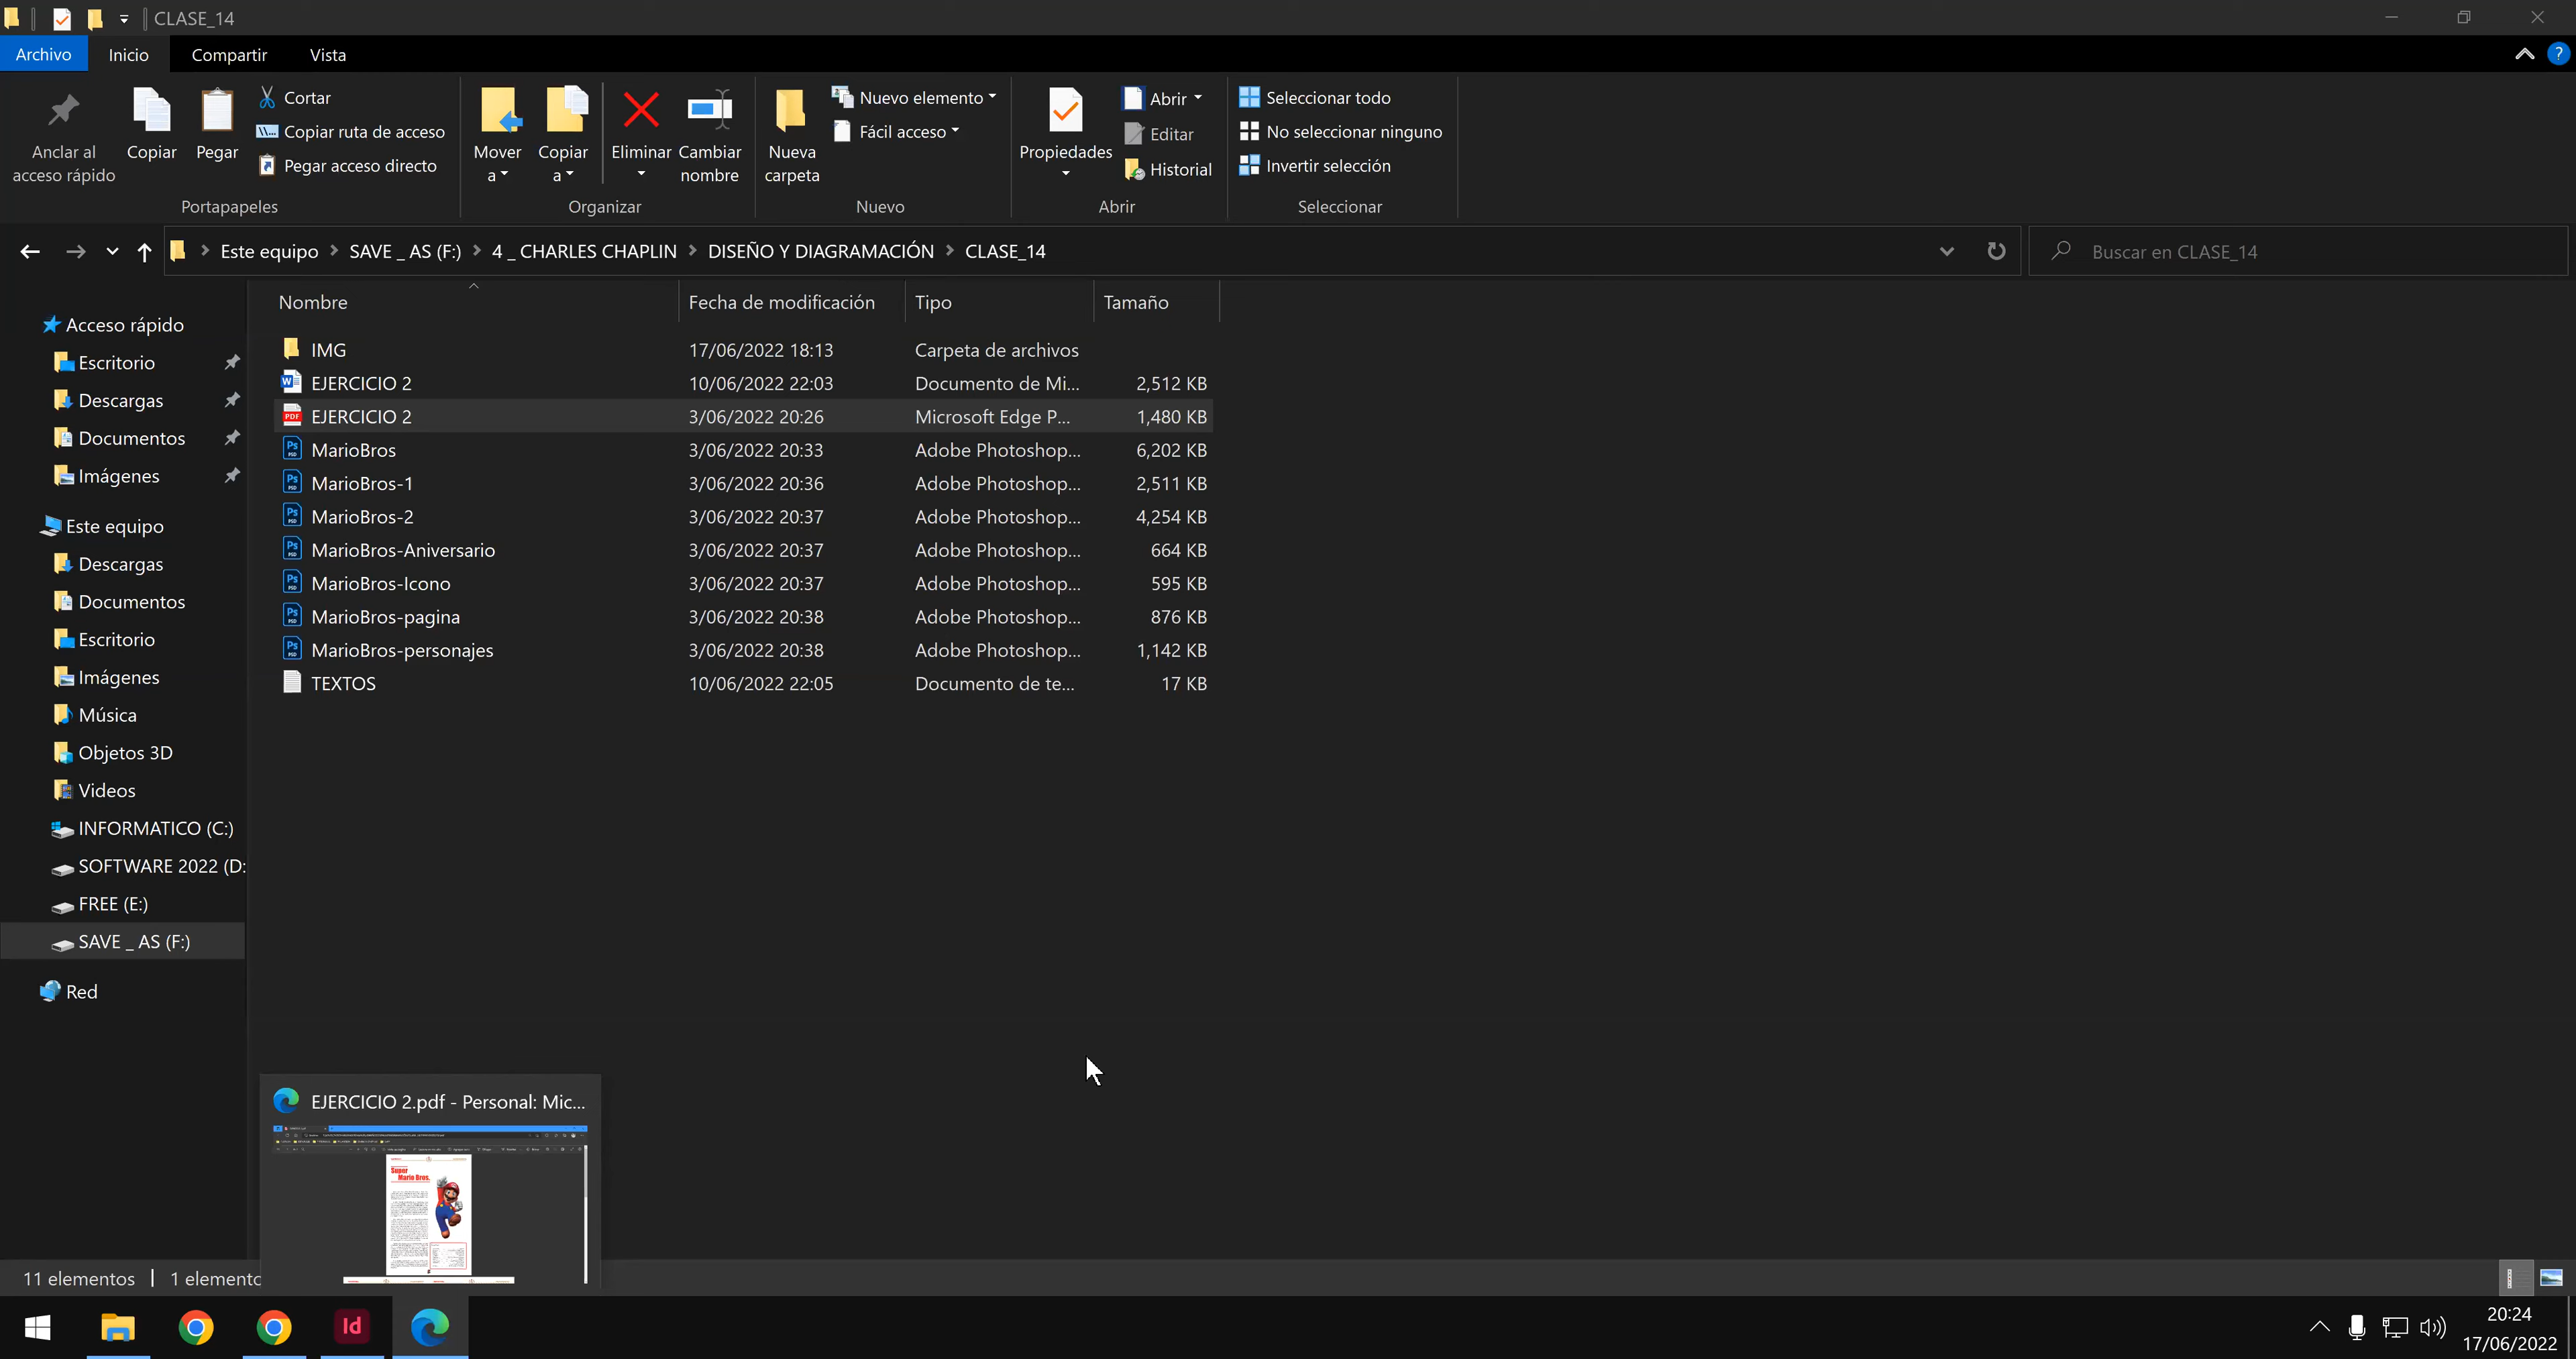 CLASE_14
Archivo
Inicio
Compartir
Vista
Anclar al
acceso rápido
Copiar
Pegar
Cortar
Copiar ruta de acceso
Pegar acceso directo
Portapapeles
Mover
a
Copiar
a
Eliminar
Cambiar
nombre
Organizar
Nueva
carpeta
Nuevo elemento
Fácil acceso
Nuevo
Propiedades
Abrir
Editar
Historial
Abrir
Seleccionar todo
No seleccionar ninguno
Invertir selección
Seleccionar
Este equipo > SAVE _ AS (F:) > 4 _ CHARLES CHAPLIN > DISEÑO Y DIAGRAMACIÓN > CLASE_14
Buscar en CLASE_14
Acceso rápido
Escritorio
Descargas
Documentos
Imágenes
Este equipo
Descargas
Documentos
Escritorio
Imágenes
Música
Objetos 3D
Videos
INFORMATICO (C:)
SOFTWARE 2022 (D:
FREE (E:)
SAVE _ AS (F:)
Red
Nombre Fecha de modificación Tipo Tamaño
IMG 17/06/2022 18:13 Carpeta de archivos
EJERCICIO 2 10/06/2022 22:03 Documento de Mi... 2,512 KB
EJERCICIO 2 3/06/2022 20:26 Microsoft Edge P... 1,480 KB
MarioBros 3/06/2022 20:33 Adobe Photoshop... 6,202 KB
MarioBros-1 3/06/2022 20:36 Adobe Photoshop... 2,511 KB
MarioBros-2 3/06/2022 20:37 Adobe Photoshop... 4,254 KB
MarioBros-Aniversario 3/06/2022 20:37 Adobe Photoshop... 664 KB
MarioBros-Icono 3/06/2022 20:37 Adobe Photoshop... 595 KB
MarioBros-pagina 3/06/2022 20:38 Adobe Photoshop... 876 KB
MarioBros-personajes 3/06/2022 20:38 Adobe Photoshop... 1,142 KB
TEXTOS 10/06/2022 22:05 Documento de te... 17 KB
EJERCICIO 2.pdf - Personal: Mic...
Super
Mario Bros.
11 elementos
1 elemento
Id
20:24
17/06/2022